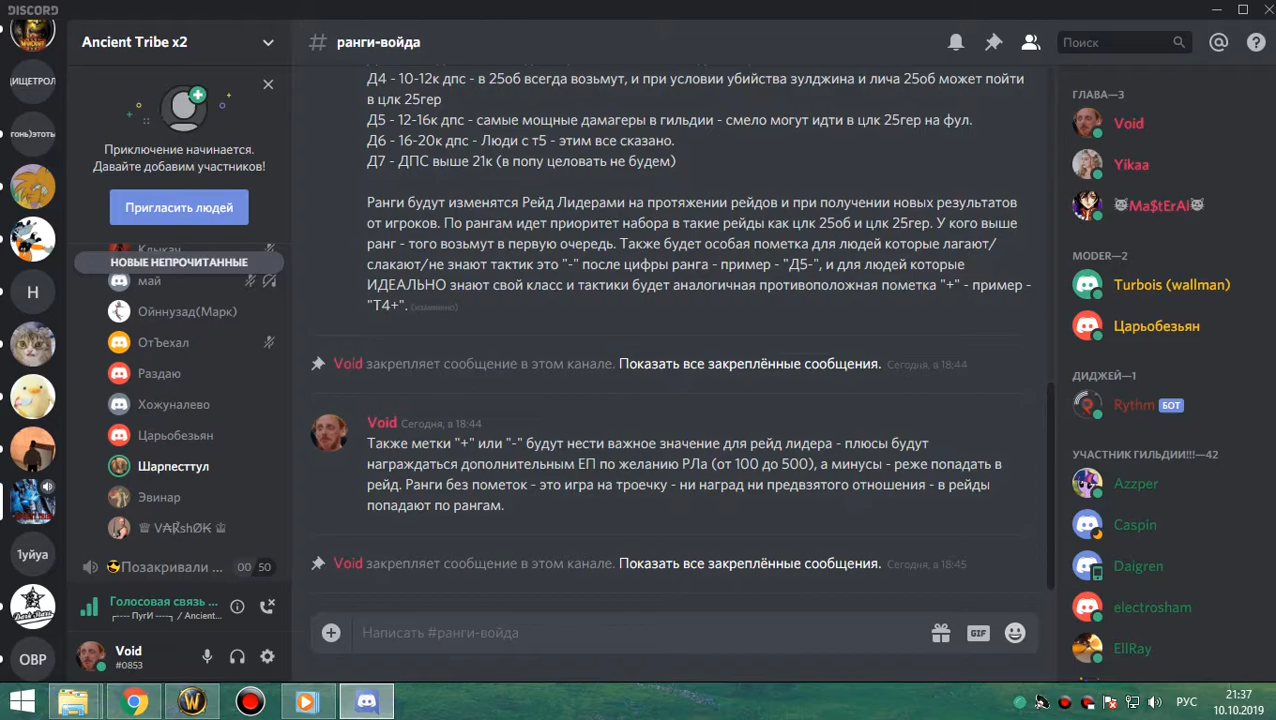 DISCORD
ИЩЕТРОЛ
гонь)этоть
Н
1уйуа
ОВР
Ancient Tribe x2
Приключение начинается.
Давайте добавим участников!
Пригласить людей
Клыкан
НОВЫЕ НЕПРОЧИТАННЫЕ
май
Ойннузад(Марк)
ОтЪехал
Раздаю
Хожуналево
Царьобезьян
Шарпесттул
Эвинар
♕ V₳ⱤshØ₭ ♕
😎Позакривали ...
00 50
Голосовая связь ...
┌---- ПугИ ----┐ / Ancient...
Void
#0853
# ранги-войда
Поиск
Д4 - 10-12к дпс - в 25об всегда возьмут, и при условии убийства зулджина и лича 25об может пойти
в цлк 25гер
Д5 - 12-16к дпс - самые мощные дамагеры в гильдии - смело могут идти в цлк 25гер на фул.
Д6 - 16-20к дпс - Люди с т5 - этим все сказано.
Д7 - ДПС выше 21к (в попу целовать не будем)
Ранги будут изменятся Рейд Лидерами на протяжении рейдов и при получении новых результатов
от игроков. По рангам идет приоритет набора в такие рейды как цлк 25об и цлк 25гер. У кого выше
ранг - того возьмут в первую очередь. Также будет особая пометка для людей которые лагают/
слакают/не знают тактик это "-" после цифры ранга - пример - "Д5-", и для людей которые
ИДЕАЛЬНО знают свой класс и тактики будет аналогичная противоположная пометка "+" - пример -
"Т4+". (изменено)
Void закрепляет сообщение в этом канале. Показать все закреплённые сообщения. Сегодня, в 18:44
Void Сегодня, в 18:44
Также метки "+" или "-" будут нести важное значение для рейд лидера - плюсы будут
награждаться дополнительным ЕП по желанию РЛа (от 100 до 500), а минусы - реже попадать в
рейд. Ранги без пометок - это игра на троечку - ни наград ни предвзятого отношения - в рейды
попадают по рангам.
Void закрепляет сообщение в этом канале. Показать все закреплённые сообщения. Сегодня, в 18:45
Написать #ранги-войда
GIF
ГЛАВА—3
Void
Yikaa
😈Ma$tErAi😈
MODER—2
Turbois (wallman)
Царьобезьян
ДИДЖЕЙ—1
Rythm БОТ
УЧАСТНИК ГИЛЬДИИ!!!—42
Azzper
Caspin
Daigren
electrosham
EllRay
РУС
21:37
10.10.2019